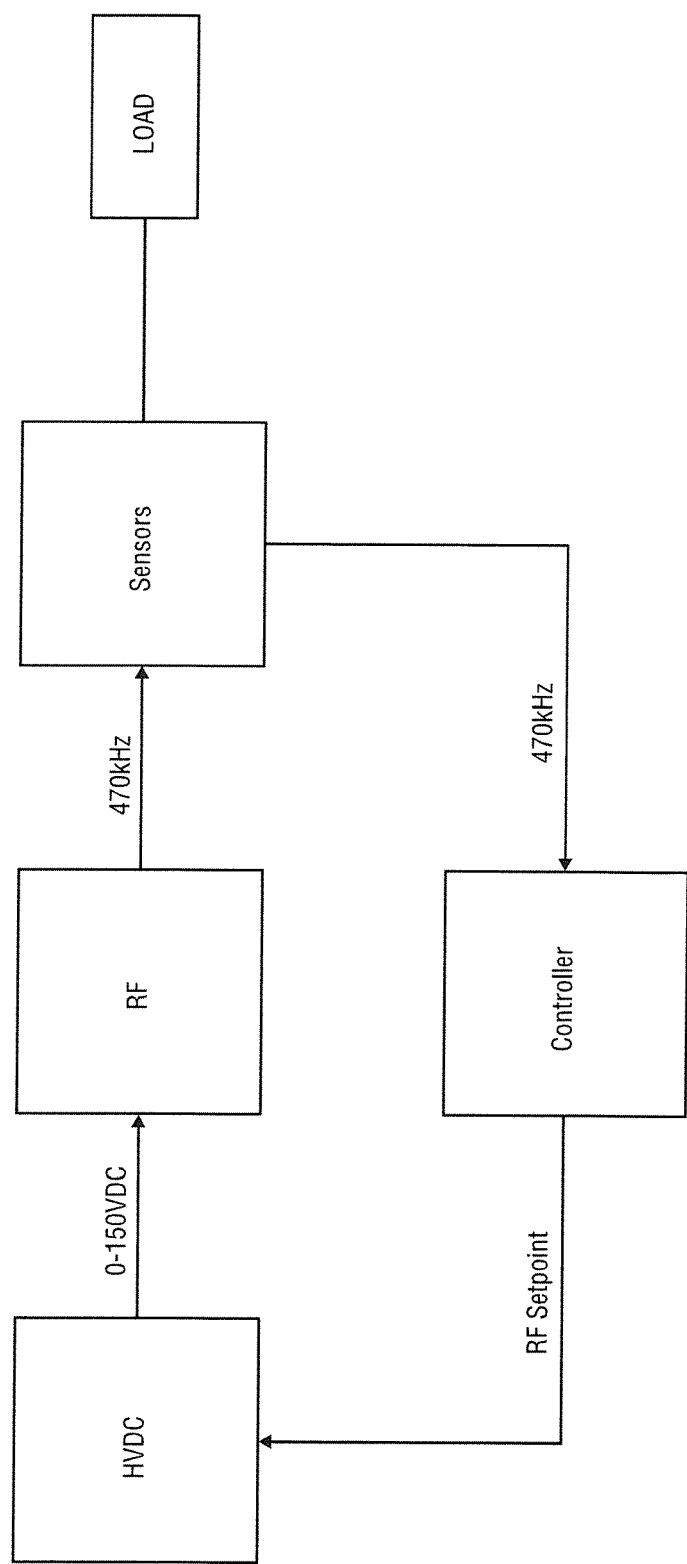 HVDC
0-150VDC
RF
470kHz
Sensors
LOAD
RF Setpoint
Controller
470kHz